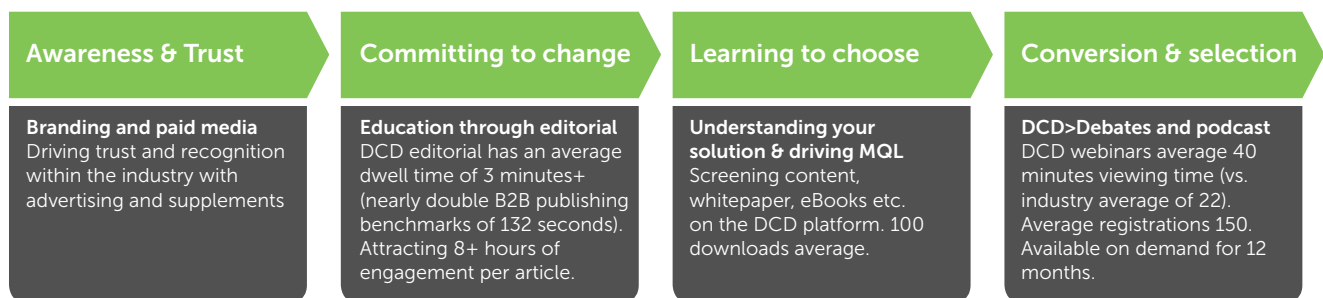 Awareness & Trust
Branding and paid media
Driving trust and recognition
within the industry with
advertising and supplements
Committing to change
Education through editorial
DCD editorial has an average
dwell time of 3 minutes+
(nearly double B2B publishing
benchmarks of 132 seconds).
Attracting 8+ hours of
engagement per article.
Learning to choose
Understanding your
solution & driving MQL
Screening content,
whitepaper, eBooks etc.
on the DCD platform. 100
downloads average.
Conversion & selection
DCD>Debates and podcast
DCD webinars average 40
minutes viewing time (vs.
industry average of 22).
Average registrations 150.
Available on demand for 12
months.